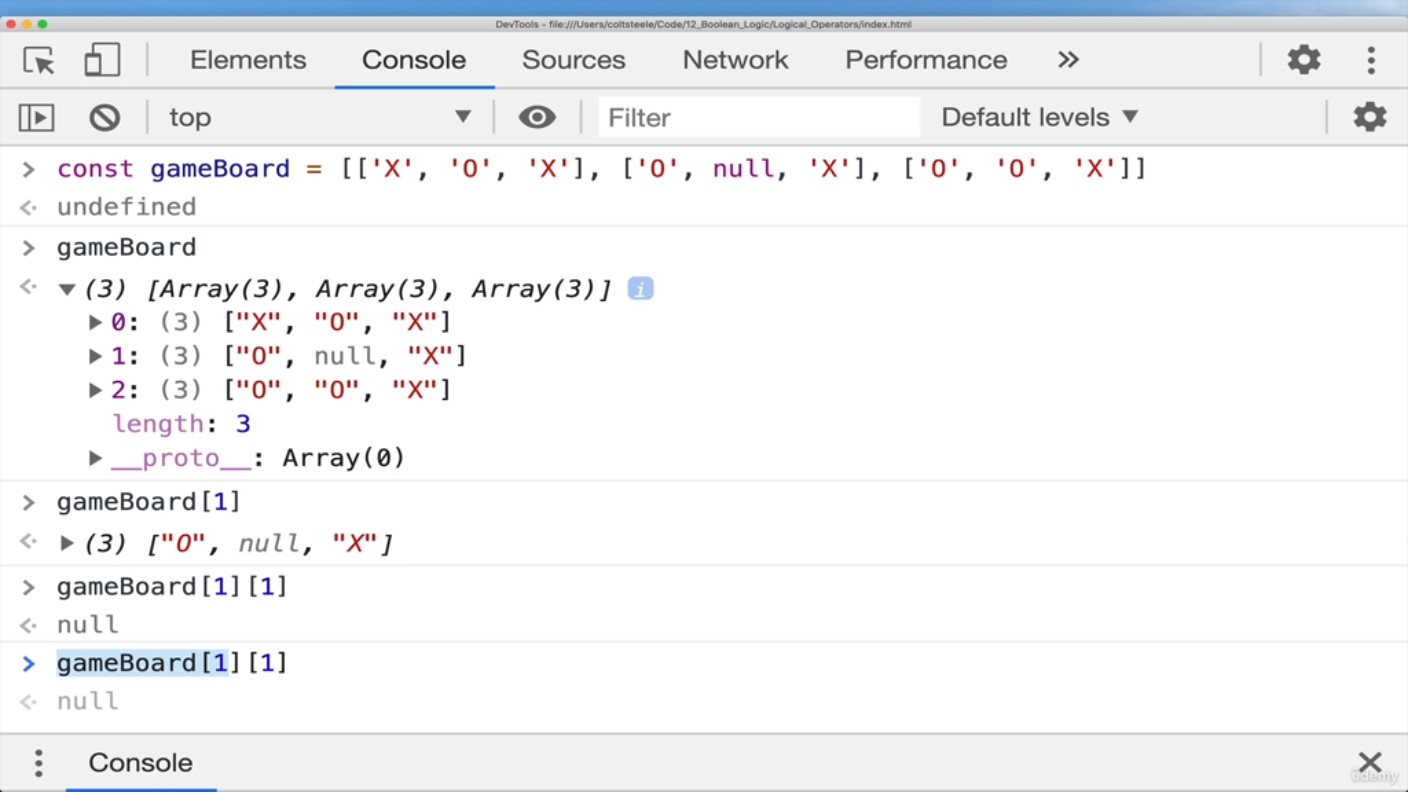 DevTools - file:///Users/coltsteele/Code/12_Boolean_Logic/Logical_Operators/index.html
Elements Console Sources Network Performance »
top ▼ Filter Default levels ▼
> const gameBoard = [['X', 'O', 'X'], ['O', null, 'X'], ['O', 'O', 'X']]
undefined
> gameBoard
▼ (3) [Array(3), Array(3), Array(3)] i
▶ 0: (3) ["X", "O", "X"]
▶ 1: (3) ["O", null, "X"]
▶ 2: (3) ["O", "O", "X"]
length: 3
▶ __proto__: Array(0)
> gameBoard[1]
▶ (3) ["O", null, "X"]
> gameBoard[1][1]
null
> gameBoard[1][1]
null
Console
ûdemy